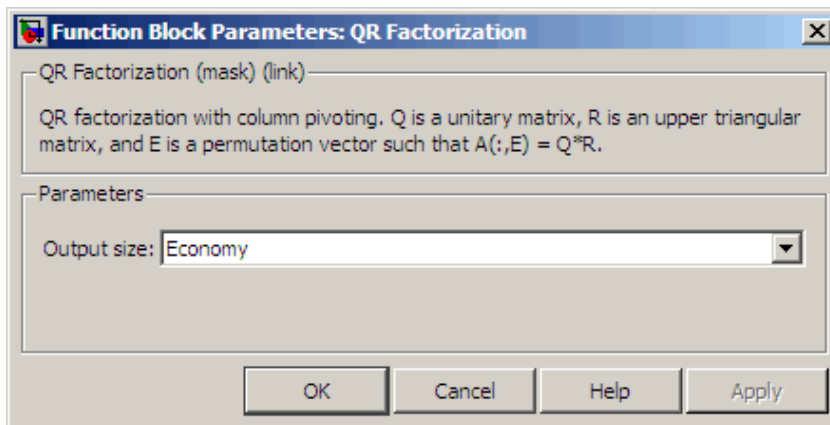 Function Block Parameters: QR Factorization
QR Factorization (mask) (link)
QR factorization with column pivoting. Q is a unitary matrix, R is an upper triangular
matrix, and E is a permutation vector such that A(:,E) = Q*R.
Parameters
Output size: Economy
OK Cancel Help Apply